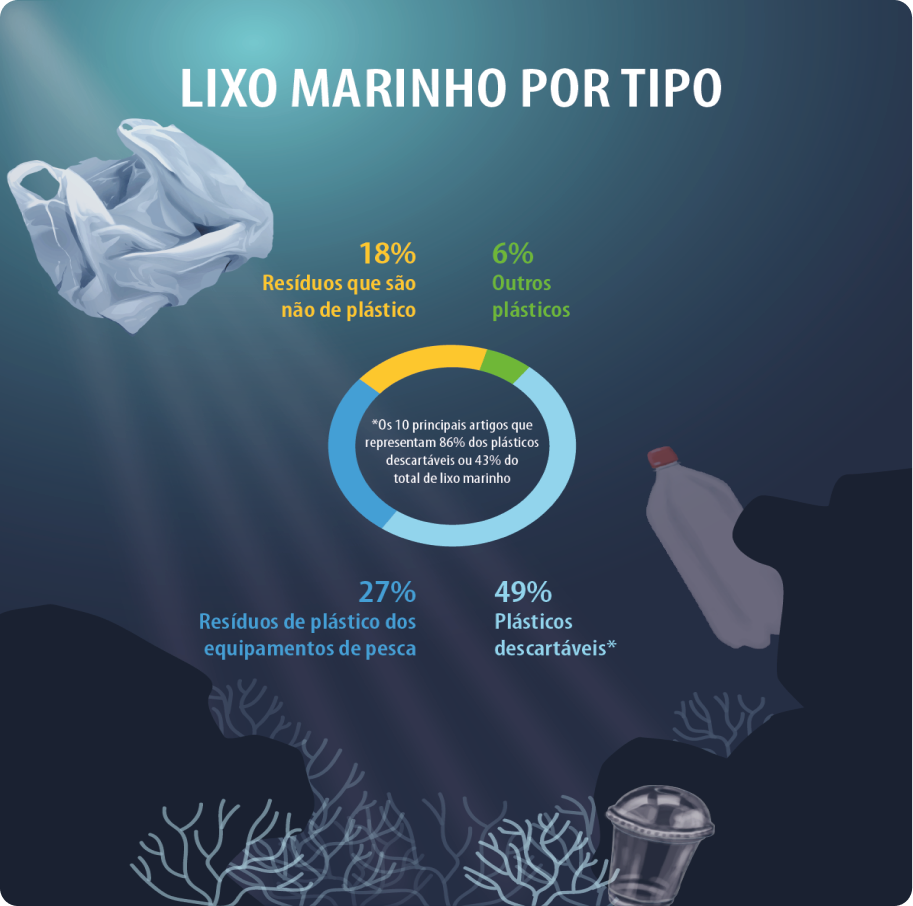 LIXO MARINHO POR TIPO
18%
Resíduos que são
não de plástico
6%
Outros
plásticos
*Os 10 principais artigos que
representam 86% dos plásticos
descartáveis ou 43% do
total de lixo marinho
27%
Resíduos de plástico dos
equipamentos de pesca
49%
Plásticos
descartáveis*